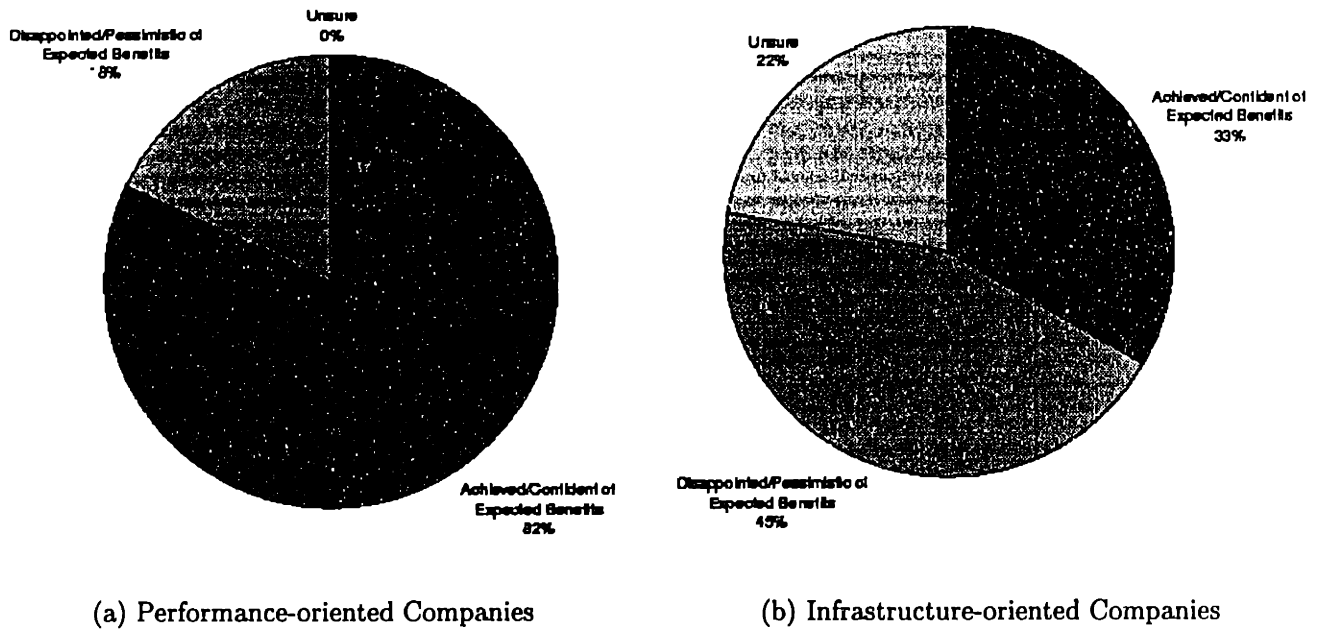 Unsure
0%
Disappointed/Pessimistic of
Expected Benefits
18%
Achieved/Confident of
Expected Benefits
82%
(a) Performance-oriented Companies
Unsure
22%
Achieved/Confident of
Expected Benefits
33%
Disappointed/Pessimistic of
Expected Benefits
45%
(b) Infrastructure-oriented Companies